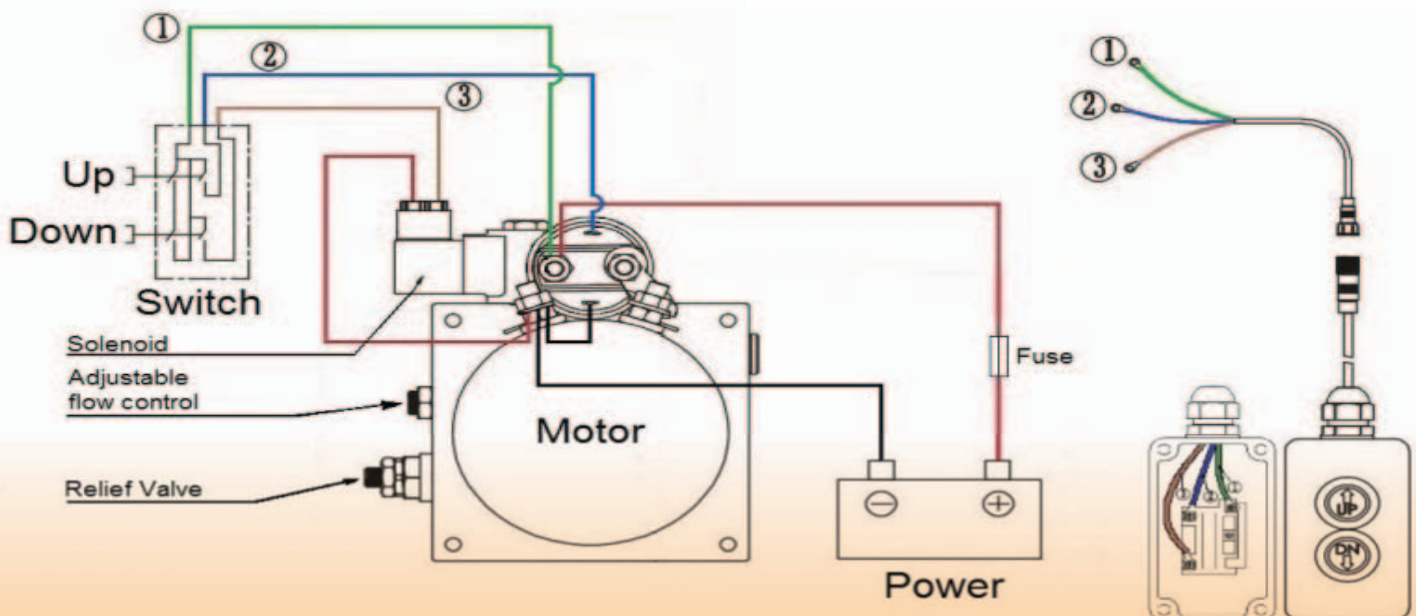 ①
②
③
Up
Down
Switch
Solenoid
Adjustable
flow control
Relief Valve
Motor
Fuse
− +
Power
①
②
③
UP
DN